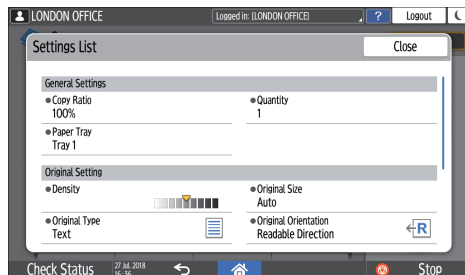 LONDON OFFICE
Logged in: [LONDON OFFICE]
?
Logout
Settings List
Close
General Settings
●Copy Ratio
100%
●Quantity
1
●Paper Tray
Tray 1
Original Setting
●Density
●Original Size
Auto
●Original Type
Text
●Original Orientation
Readable Direction
R
Check Status
27 Jul. 2018
16:36
Stop